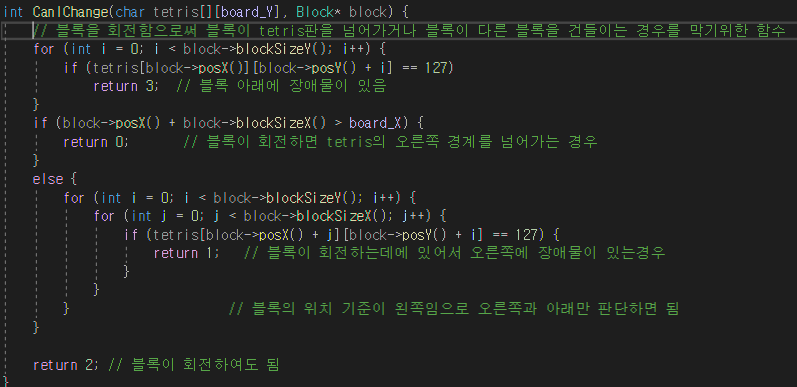 int CanIChange(char tetris[][board_Y], Block* block) {
// 블록을 회전함으로써 블록이 tetris판을 넘어가거나 블록이 다른 블록을 건들이는 경우를 막기위한 함수
for (int i = 0; i < block->blockSizeY(); i++) {
if (tetris[block->posX()][block->posY() + i] == 127)
return 3; // 블록 아래에 장애물이 있음
}
if (block->posX() + block->blockSizeX() > board_X) {
return 0; // 블록이 회전하면 tetris의 오른쪽 경계를 넘어가는 경우
}
else {
for (int i = 0; i < block->blockSizeY(); i++) {
for (int j = 0; j < block->blockSizeX(); j++) {
if (tetris[block->posX() + j][block->posY() + i] == 127) {
return 1; // 블록이 회전하는데에 있어서 오른쪽에 장애물이 있는경우
}
}
} // 블록의 위치 기준이 왼쪽임으로 오른쪽과 아래만 판단하면 됨
}
return 2; // 블록이 회전하여도 됨
}